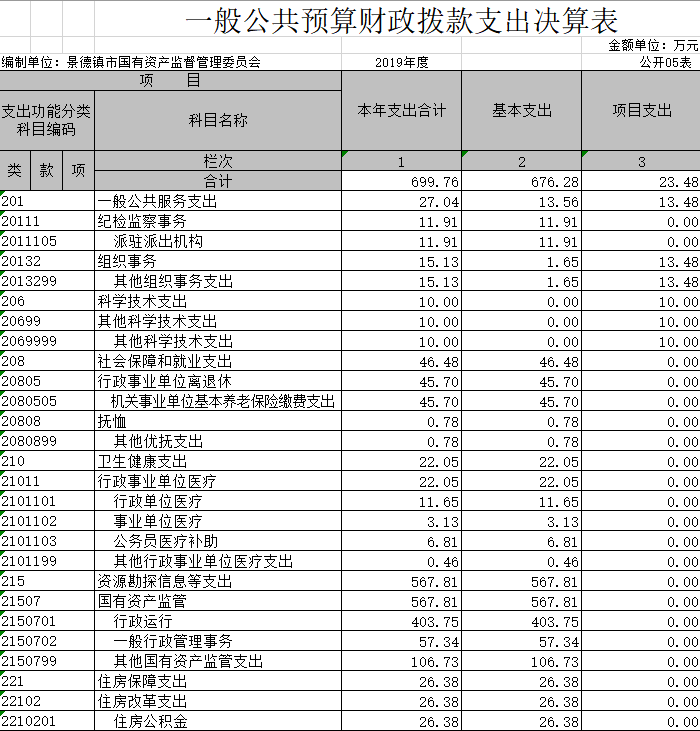 一般公共预算财政拨款支出决算表
金额单位：万元
编制单位：景德镇市国有资产监督管理委员会 2019年度 公开05表
项 目 本年支出合计 基本支出 项目支出
支出功能分类科目编码 科目名称
类 款 项 栏次 1 2 3
合计 699.76 676.28 23.48
201 一般公共服务支出 27.04 13.56 13.48
20111 纪检监察事务 11.91 11.91 0.00
2011105 派驻派出机构 11.91 11.91 0.00
20132 组织事务 15.13 1.65 13.48
2013299 其他组织事务支出 15.13 1.65 13.48
206 科学技术支出 10.00 0.00 10.00
20699 其他科学技术支出 10.00 0.00 10.00
2069999 其他科学技术支出 10.00 0.00 10.00
208 社会保障和就业支出 46.48 46.48 0.00
20805 行政事业单位离退休 45.70 45.70 0.00
2080505 机关事业单位基本养老保险缴费支出 45.70 45.70 0.00
20808 抚恤 0.78 0.78 0.00
2080899 其他优抚支出 0.78 0.78 0.00
210 卫生健康支出 22.05 22.05 0.00
21011 行政事业单位医疗 22.05 22.05 0.00
2101101 行政单位医疗 11.65 11.65 0.00
2101102 事业单位医疗 3.13 3.13 0.00
2101103 公务员医疗补助 6.81 6.81 0.00
2101199 其他行政事业单位医疗支出 0.46 0.46 0.00
215 资源勘探信息等支出 567.81 567.81 0.00
21507 国有资产监管 567.81 567.81 0.00
2150701 行政运行 403.75 403.75 0.00
2150702 一般行政管理事务 57.34 57.34 0.00
2150799 其他国有资产监管支出 106.73 106.73 0.00
221 住房保障支出 26.38 26.38 0.00
22102 住房改革支出 26.38 26.38 0.00
2210201 住房公积金 26.38 26.38 0.00